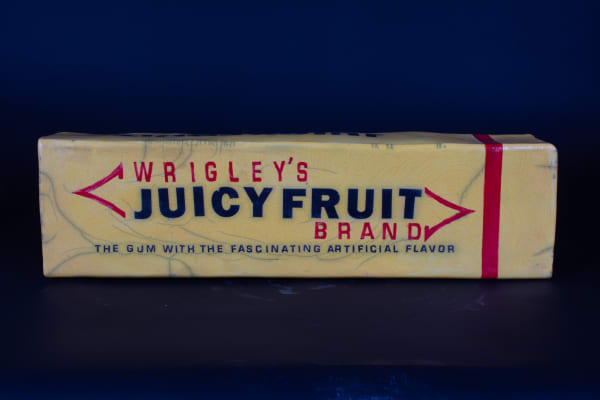 WRIGLEY'S
JUICY FRUIT
BRAND
THE GUM WITH THE FASCINATING ARTIFICIAL FLAVOR